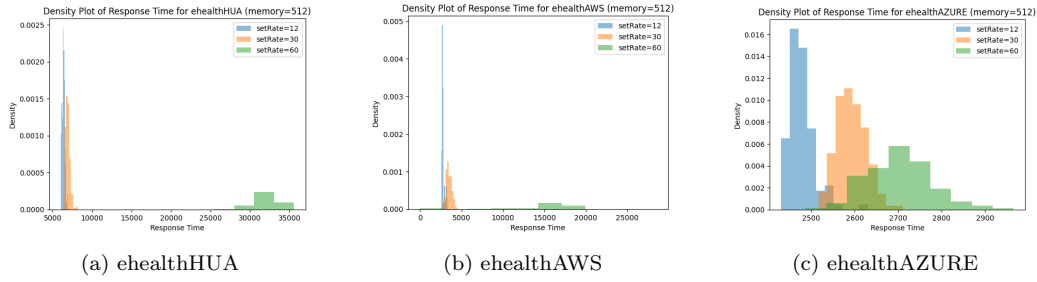 Density Plot of Response Time for ehealthHUA (memory=512)
setRate=12
setRate=30
setRate=60
Density
0.0025
0.0020
0.0015
0.0010
0.0005
0.0000
5000 10000 15000 20000 25000 30000 35000
Response Time
(a) ehealthHUA
Density Plot of Response Time for ehealthAWS (memory=512)
setRate=12
setRate=30
setRate=60
Density
0.005
0.004
0.003
0.002
0.001
0.000
0 5000 10000 15000 20000 25000
Response Time
(b) ehealthAWS
Density Plot of Response Time for ehealthAZURE (memory=512)
setRate=12
setRate=30
setRate=60
Density
0.016
0.014
0.012
0.010
0.008
0.006
0.004
0.002
0.000
2500 2600 2700 2800 2900
Response Time
(c) ehealthAZURE